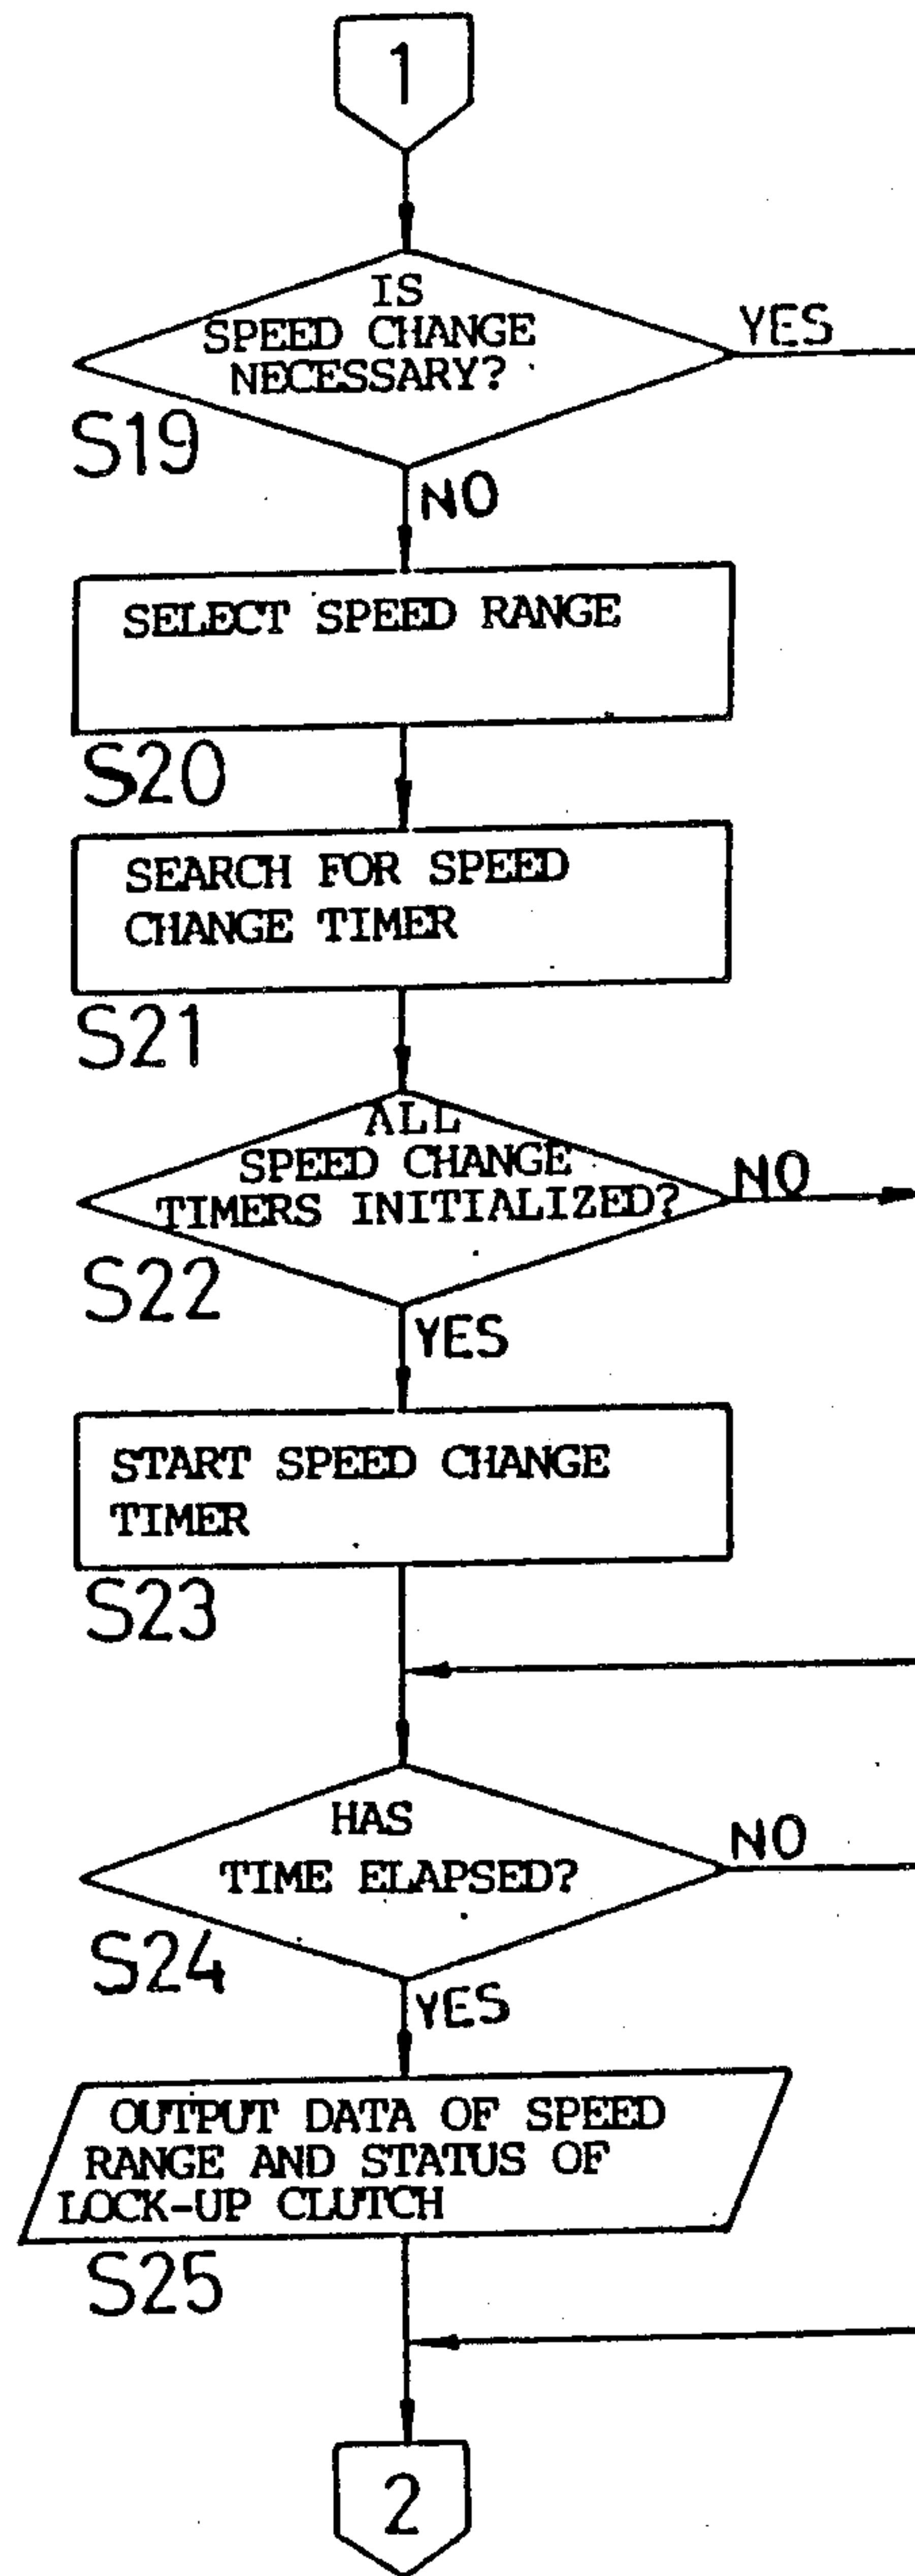 1
IS
SPEED CHANGE
NECESSARY?
YES
S19
NO
SELECT SPEED RANGE
S20
SEARCH FOR SPEED
CHANGE TIMER
S21
ALL
SPEED CHANGE
TIMERS INITIALIZED?
NO
S22
YES
START SPEED CHANGE
TIMER
S23
HAS
TIME ELAPSED?
NO
S24
YES
OUTPUT DATA OF SPEED
RANGE AND STATUS OF
LOCK-UP CLUTCH
S25
2